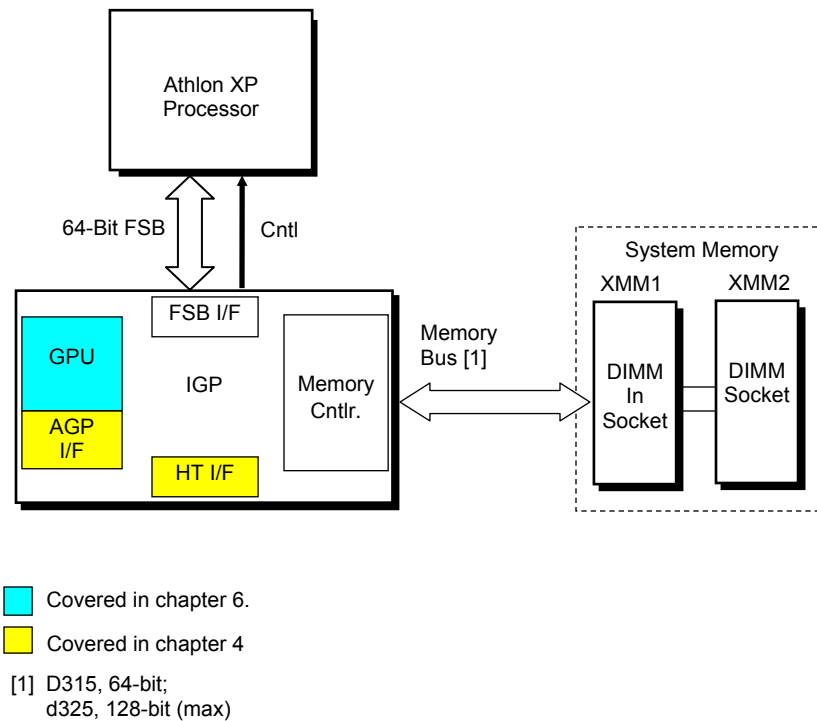 Athlon XP
Processor
64-Bit FSB
Cntl
System Memory
XMM1
XMM2
FSB I/F
GPU
IGP
Memory
Cntlr.
AGP
I/F
HT I/F
Memory
Bus [1]
DIMM
In
Socket
DIMM
Socket
Covered in chapter 6.
Covered in chapter 4
[1] D315, 64-bit;
d325, 128-bit (max)